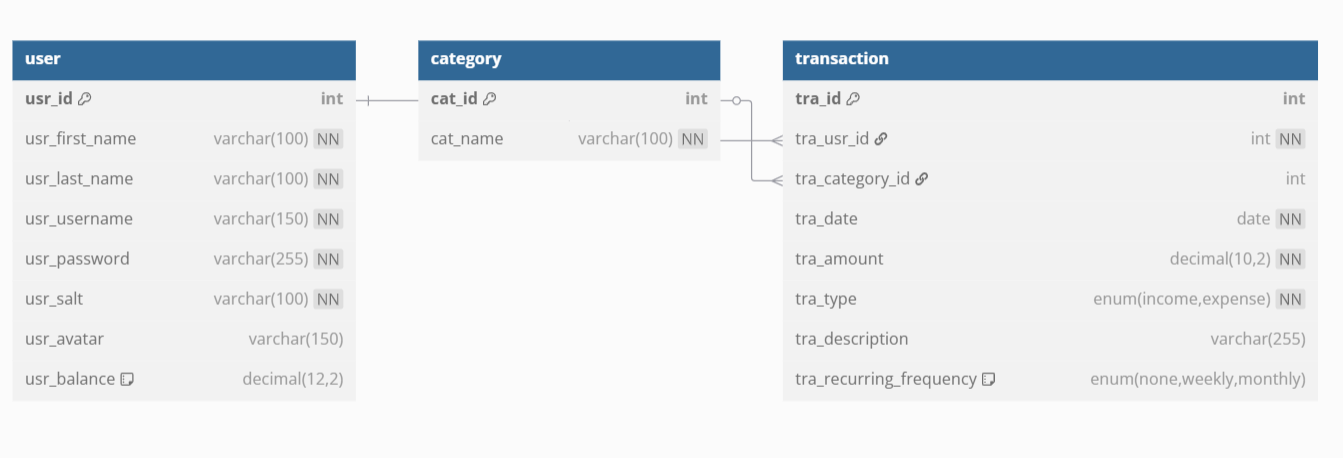 user
usr_id int
usr_first_name varchar(100) NN
usr_last_name varchar(100) NN
usr_username varchar(150) NN
usr_password varchar(255) NN
usr_salt varchar(100) NN
usr_avatar varchar(150)
usr_balance decimal(12,2)
category
cat_id int
cat_name varchar(100) NN
transaction
tra_id int
tra_usr_id int NN
tra_category_id int
tra_date date NN
tra_amount decimal(10,2) NN
tra_type enum(income,expense) NN
tra_description varchar(255)
tra_recurring_frequency enum(none,weekly,monthly)